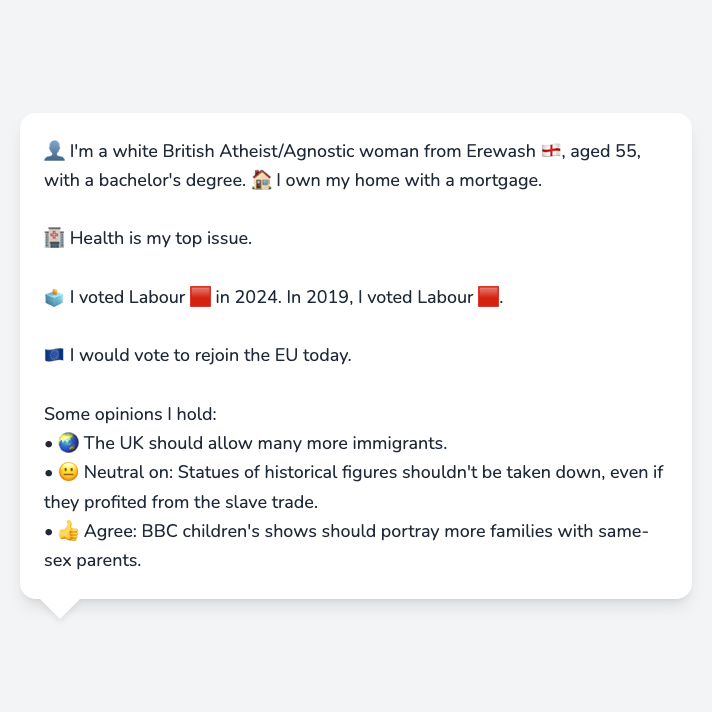 👤 I'm a white British Atheist/Agnostic woman from Erewash 🏴󠁧󠁢󠁥󠁮󠁧󠁿, aged 55,
with a bachelor's degree. 🏠 I own my home with a mortgage.
🏥 Health is my top issue.
🗳️ I voted Labour 🟥 in 2024. In 2019, I voted Labour 🟥.
🇪🇺 I would vote to rejoin the EU today.
Some opinions I hold:
• 🌏 The UK should allow many more immigrants.
• 😐 Neutral on: Statues of historical figures shouldn't be taken down, even if
they profited from the slave trade.
• 👍 Agree: BBC children's shows should portray more families with same-
sex parents.